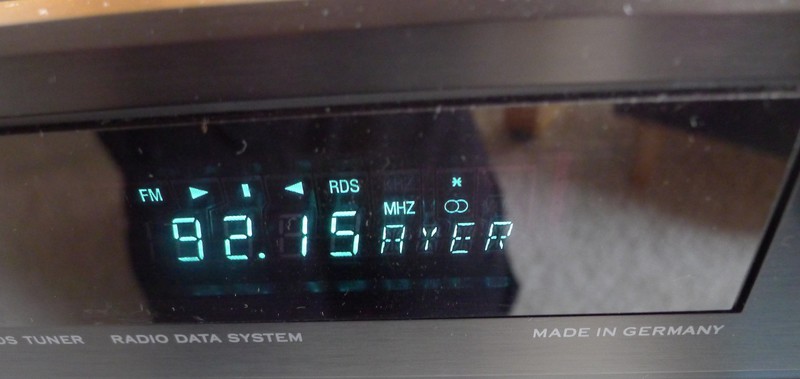 FM RDS
MHZ
92.15 AYER
DS TUNER RADIO DATA SYSTEM MADE IN GERMANY